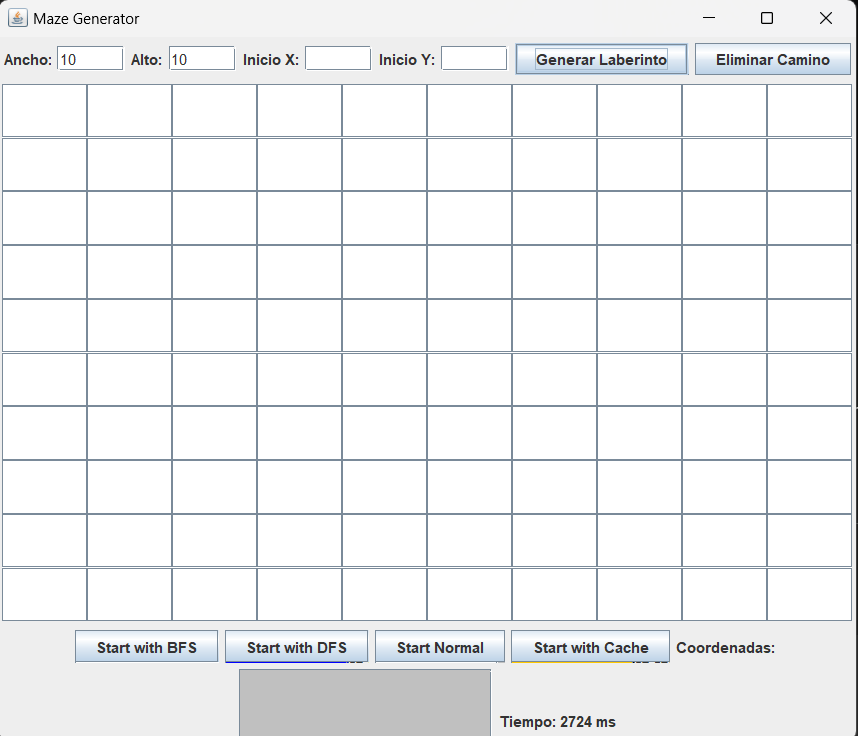 Maze Generator
Ancho: 10 Alto: 10 Inicio X: Inicio Y: Generar Laberinto Eliminar Camino
Start with BFS Start with DFS Start Normal Start with Cache Coordenadas:
Tiempo: 2724 ms